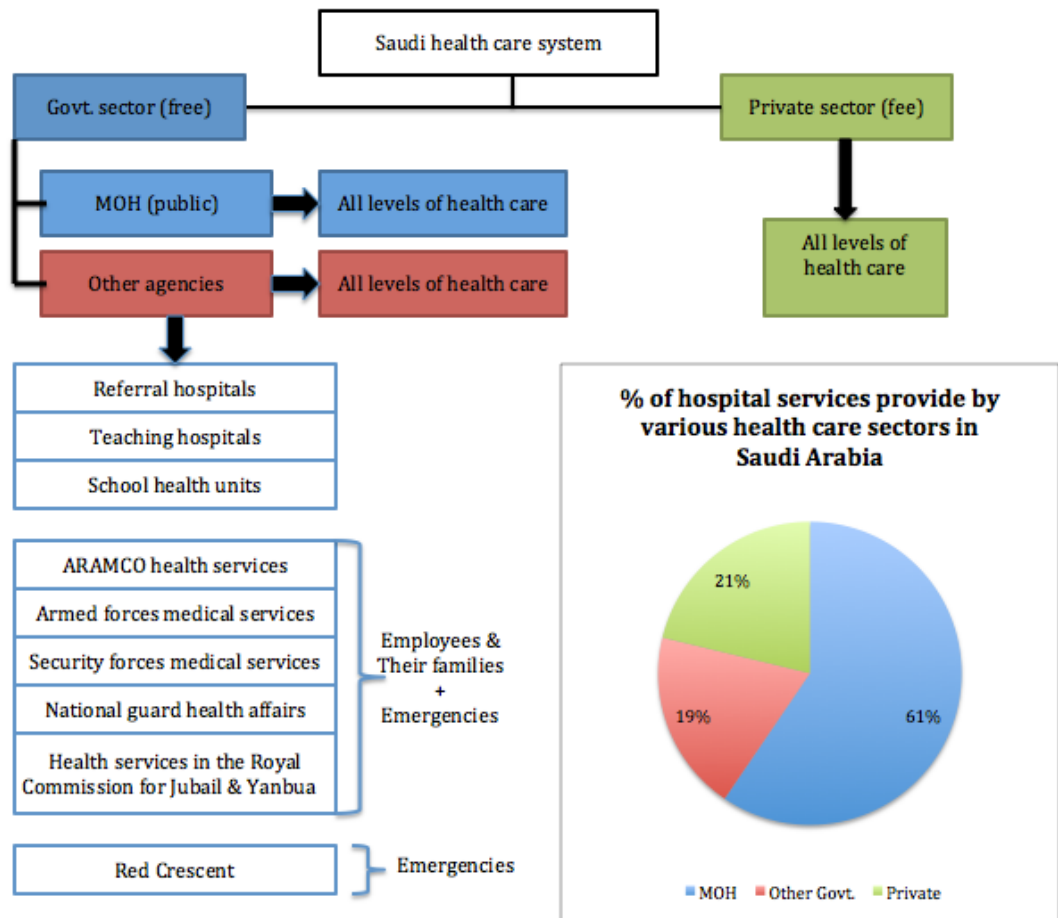 Saudi health care system
Govt. sector (free)
Private sector (fee)
MOH (public)
All levels of health care
Other agencies
All levels of health care
All levels of
health care
Referral hospitals
Teaching hospitals
School health units
ARAMCO health services
Armed forces medical services
Security forces medical services
National guard health affairs
Health services in the Royal
Commission for Jubail & Yanbua
Employees &
Their families
+
Emergencies
Red Crescent
Emergencies
% of hospital services provide by
various health care sectors in
Saudi Arabia
21%
19%
61%
MOH
Other Govt.
Private